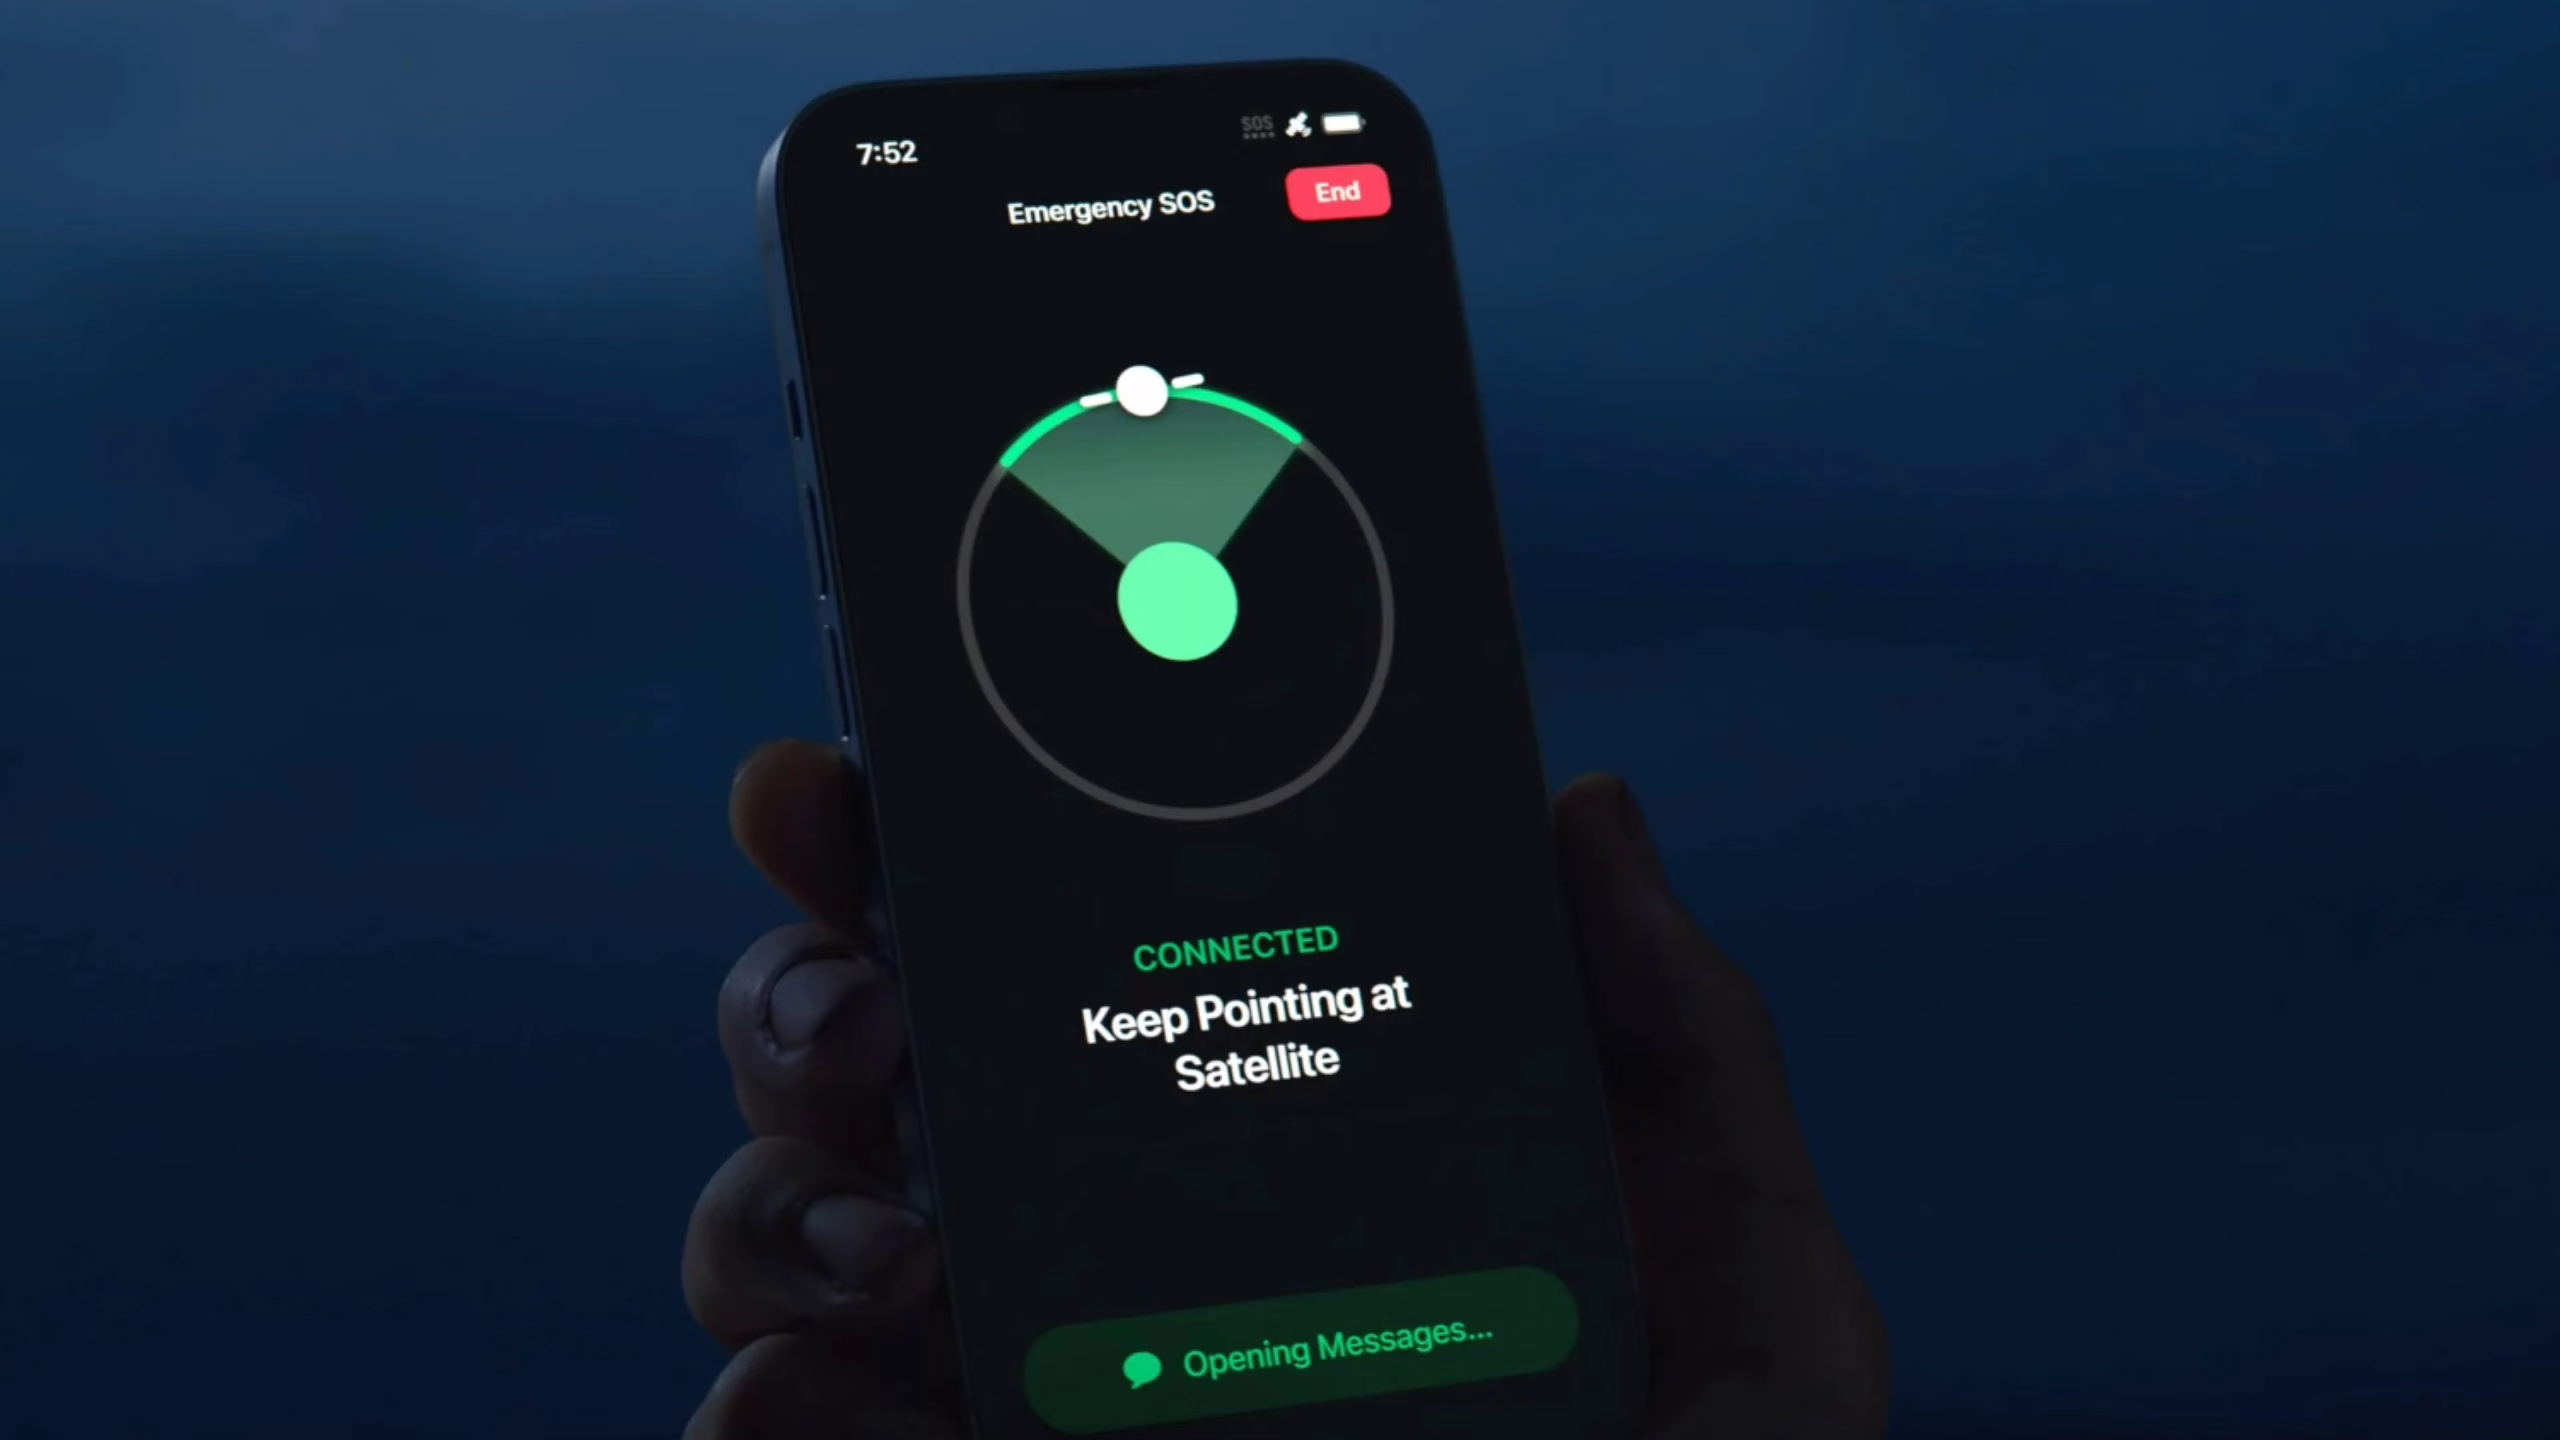 7:52
SOS
Emergency SOS
End
CONNECTED
Keep Pointing at
Satellite
Opening Messages...